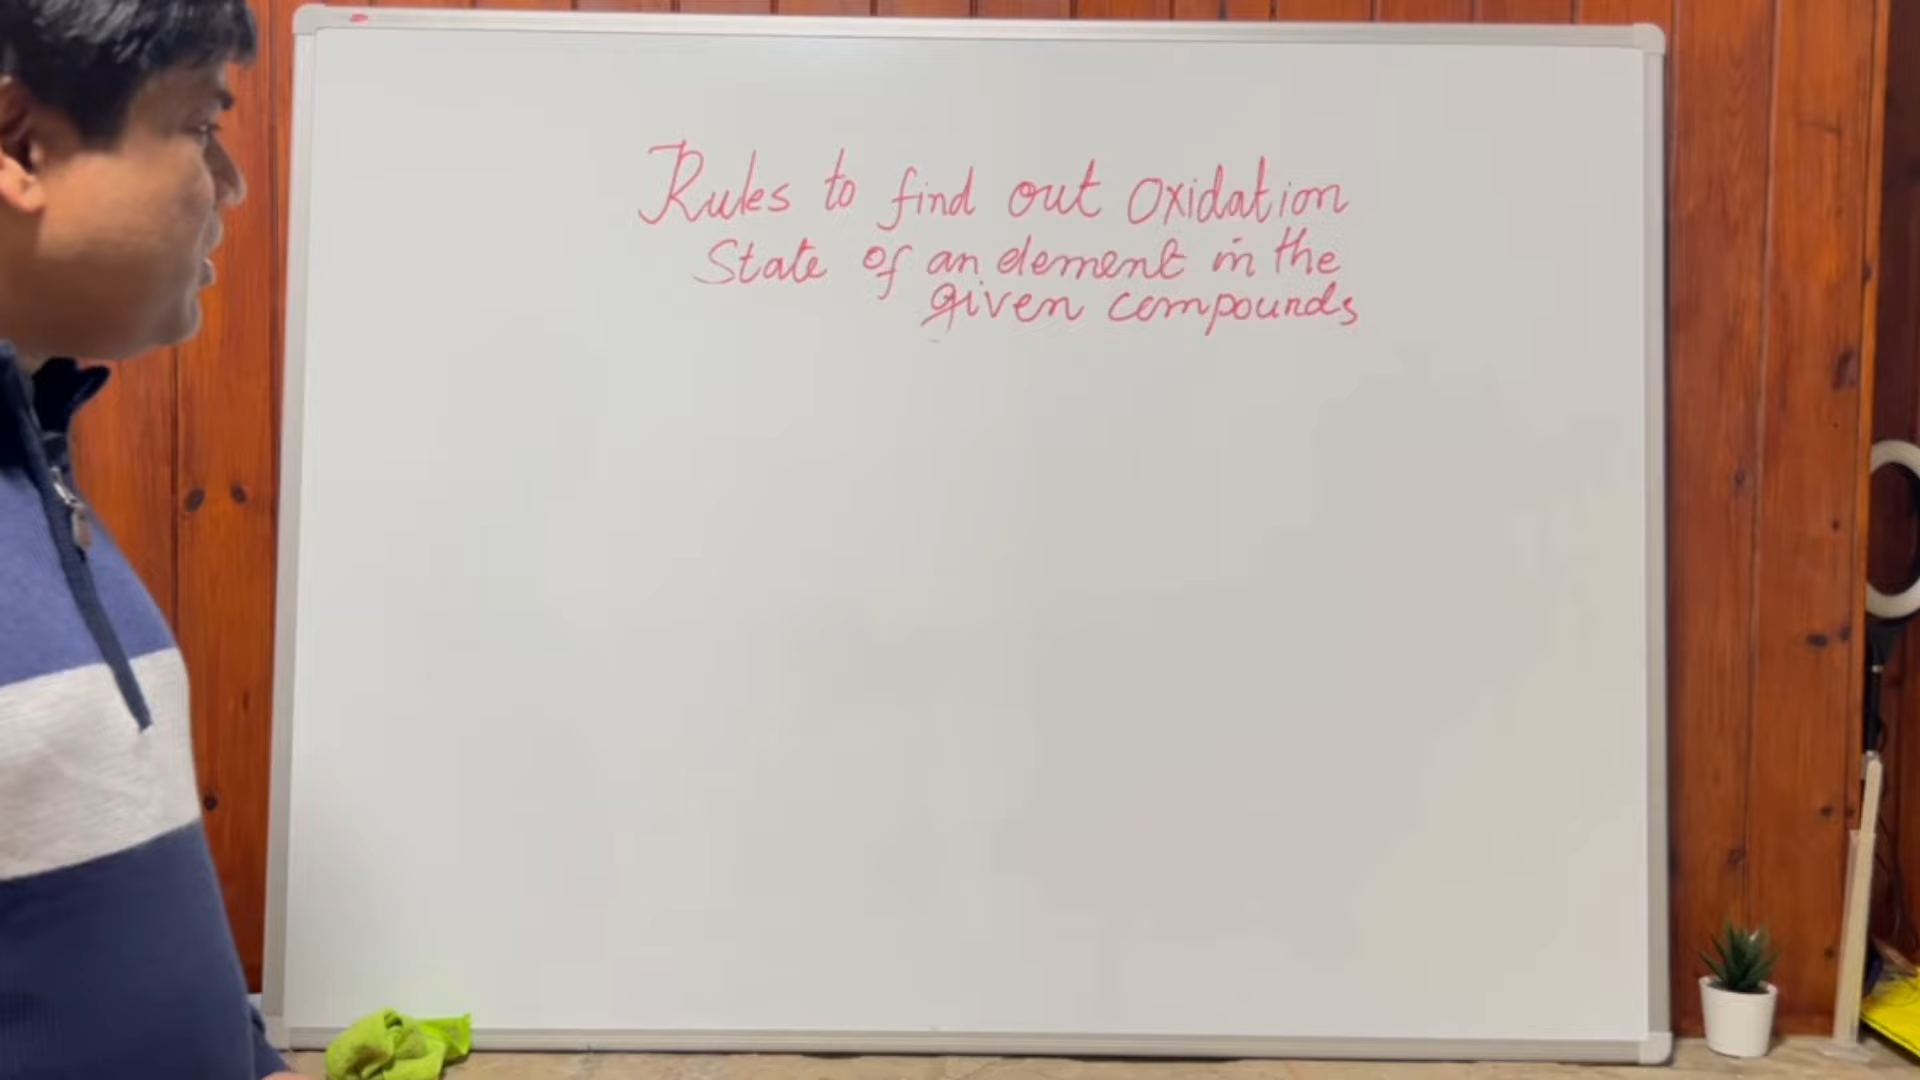 Rules to find out Oxidation
State of an element in the
given compounds